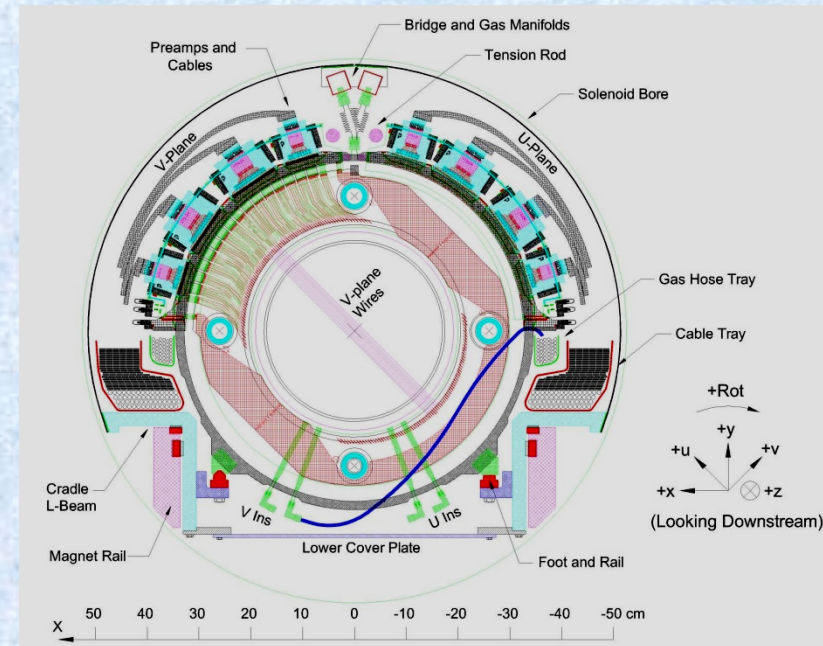 Bridge and Gas Manifolds
Preamps and
Cables
Tension Rod
Solenoid Bore
V-Plane
U-Plane
V-plane
Wires
Gas Hose Tray
Cable Tray
+Rot
+y
+u
+v
+x
+z
(Looking Downstream)
Cradle
L-Beam
V Ins
U Ins
Magnet Rail
Lower Cover Plate
Foot and Rail
X
50 40 30 20 10 0 -10 -20 -30 -40 -50 cm